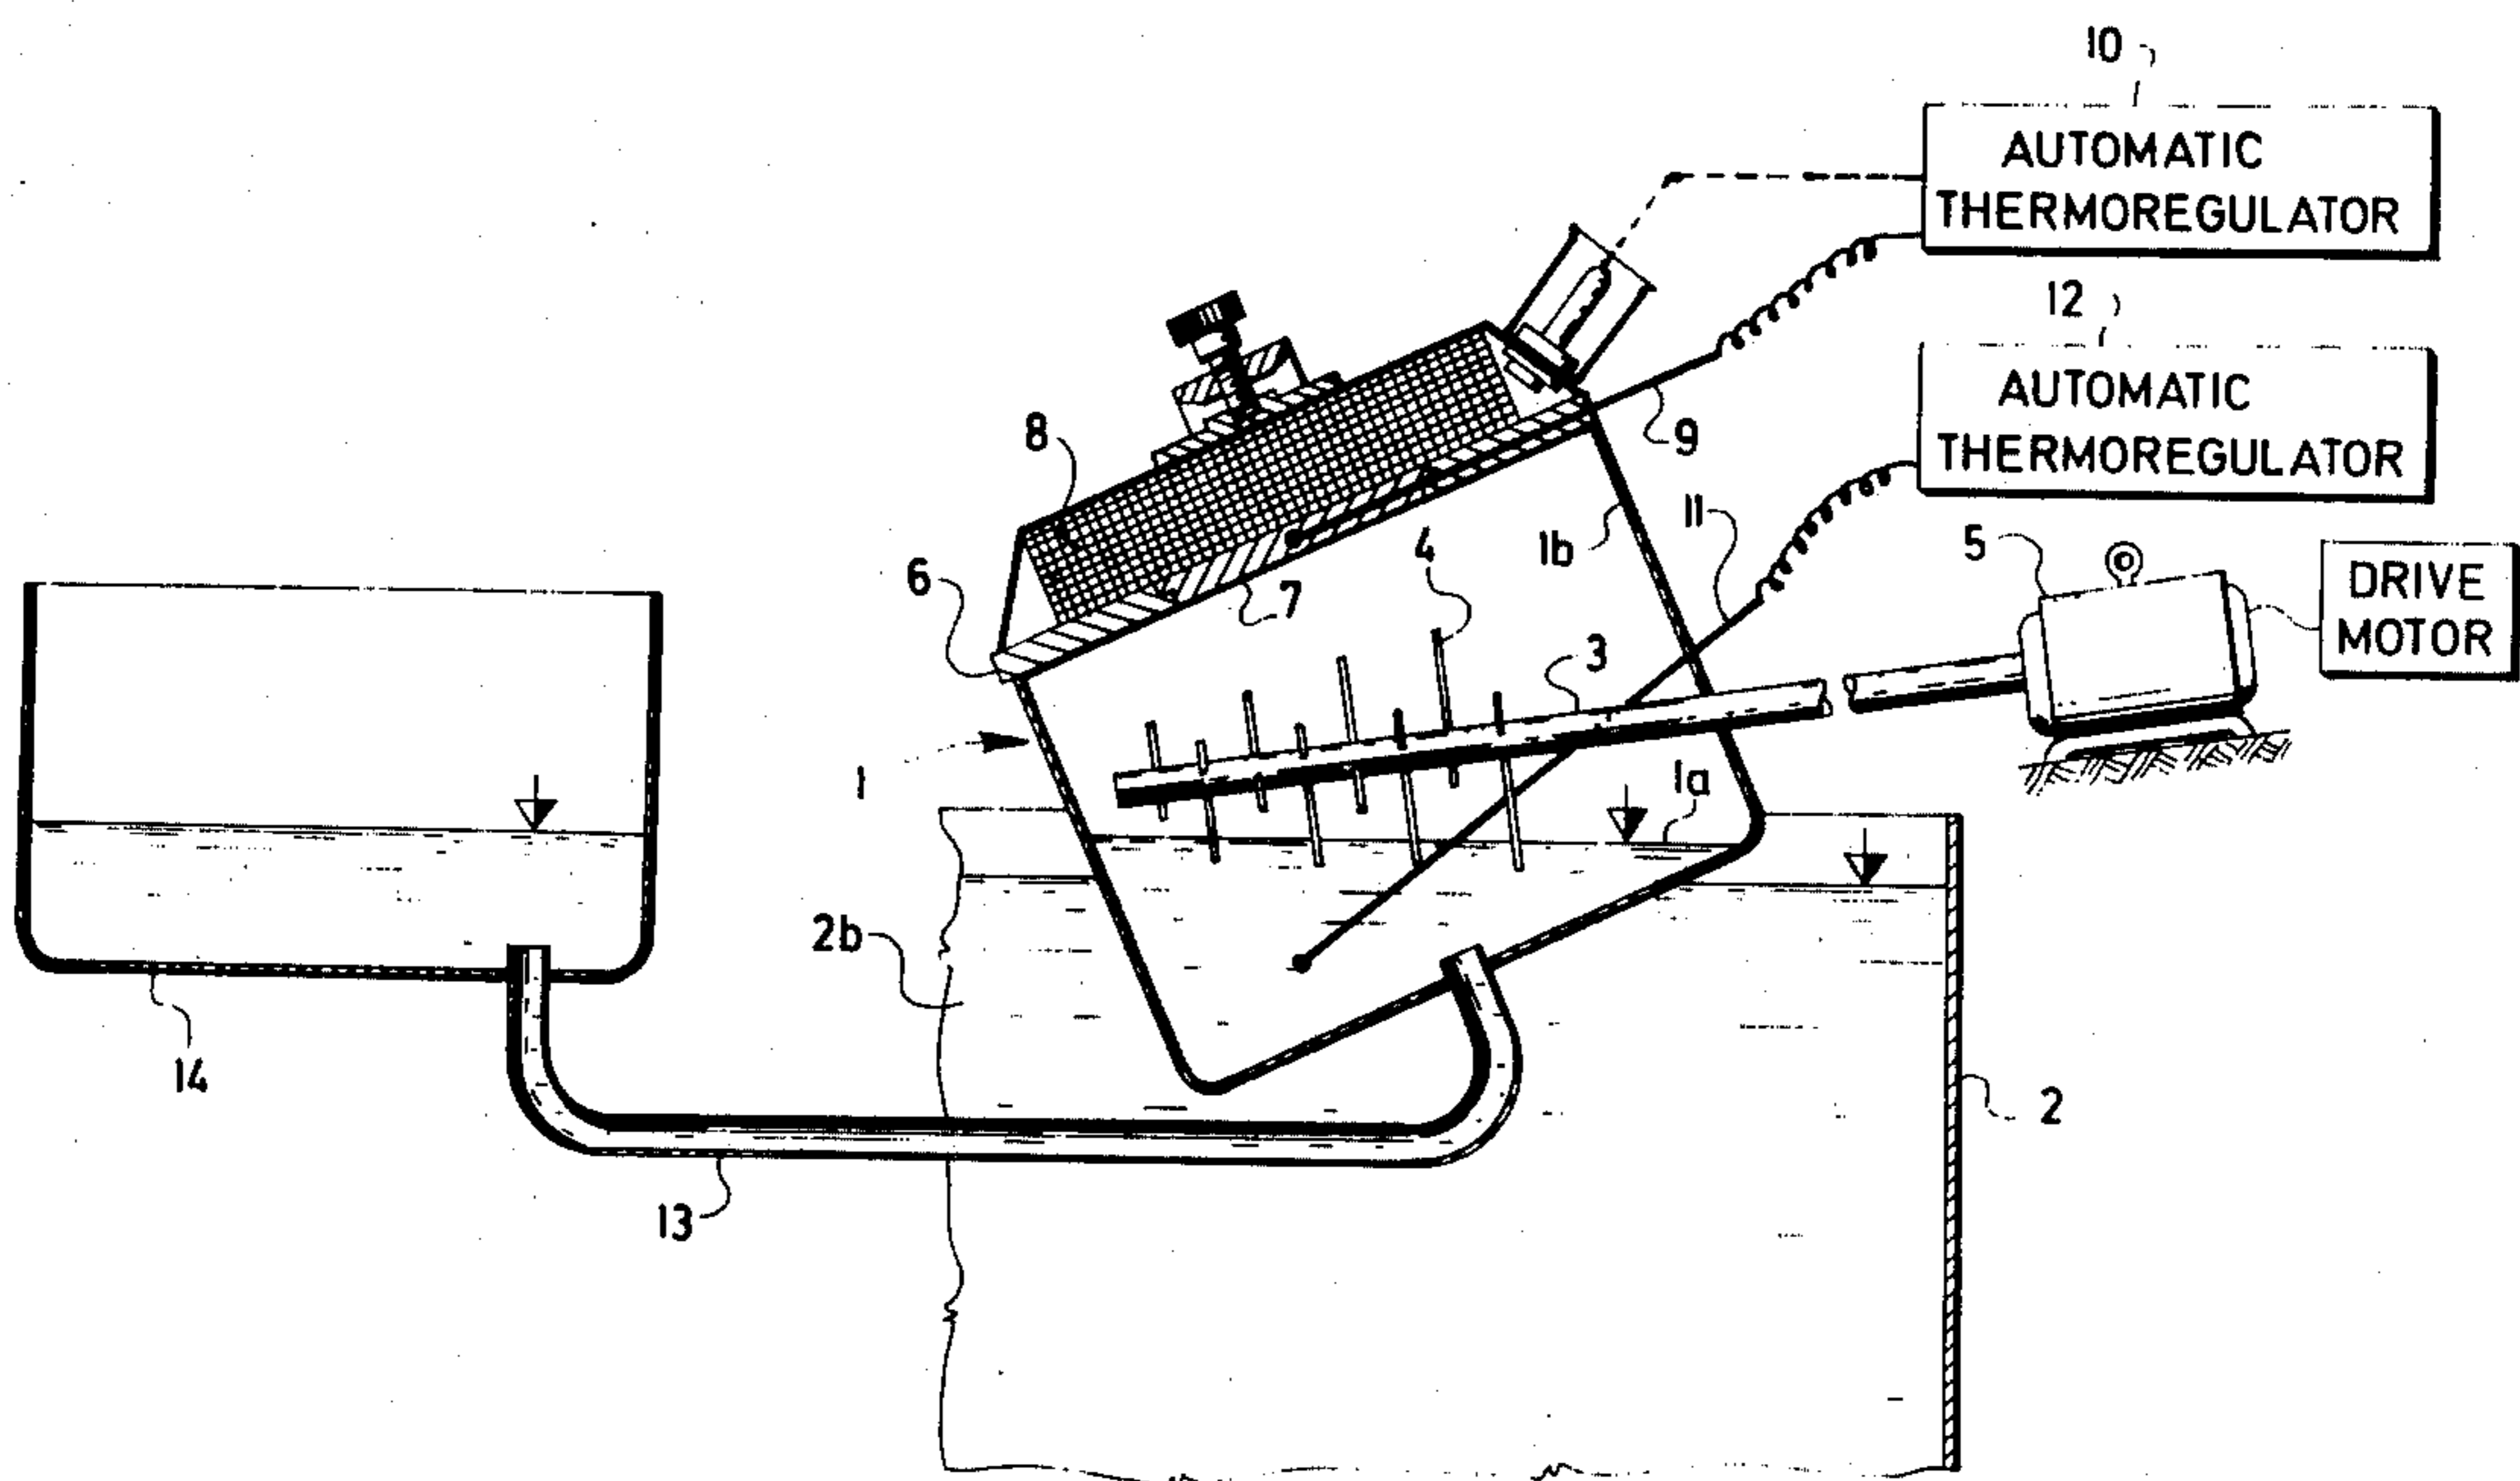 10
AUTOMATIC
THERMOREGULATOR
12
AUTOMATIC
THERMOREGULATOR
8
9
11
1b
4
5
DRIVE
MOTOR
6
7
3
1
1a
2b
14
2
13